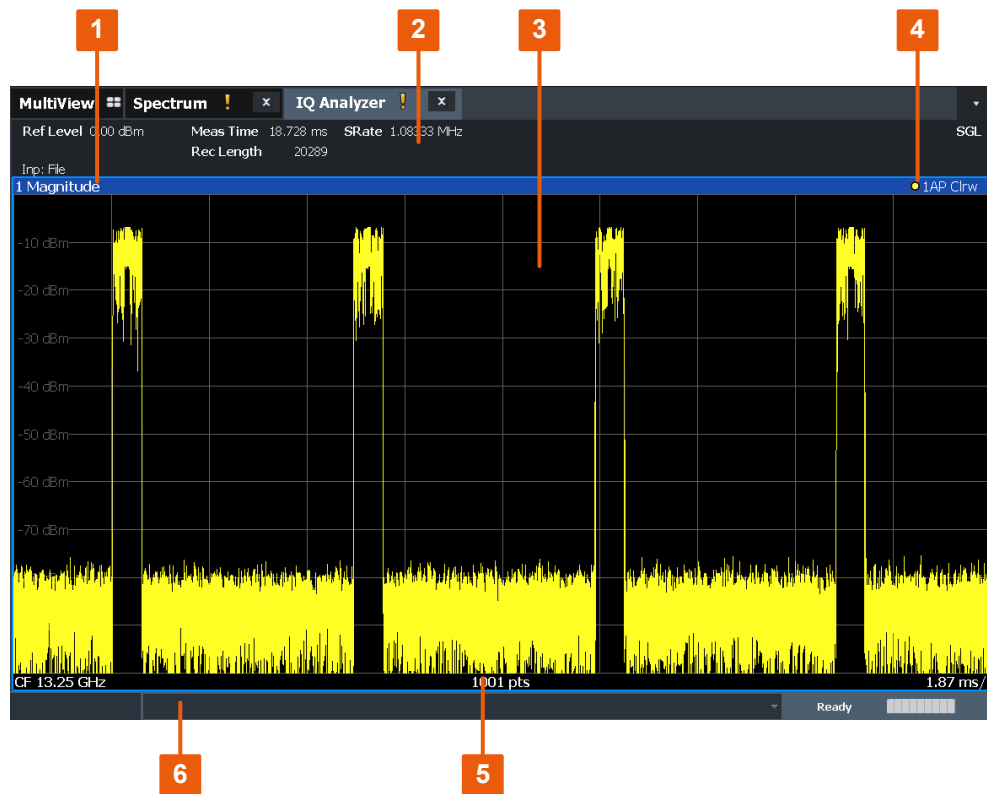 1 2 3 4
MultiView Spectrum ! x IQ Analyzer ! x
Ref Level 0.00 dBm Meas Time 18.728 ms SRate 1.08333 MHz SGL
Rec Length 20289
Inp: File
1 Magnitude 1AP Clrw
-10 dBm
-20 dBm
-30 dBm
-40 dBm
-50 dBm
-60 dBm
-70 dBm
CF 13.25 GHz 1001 pts 1.87 ms/
Ready
6 5